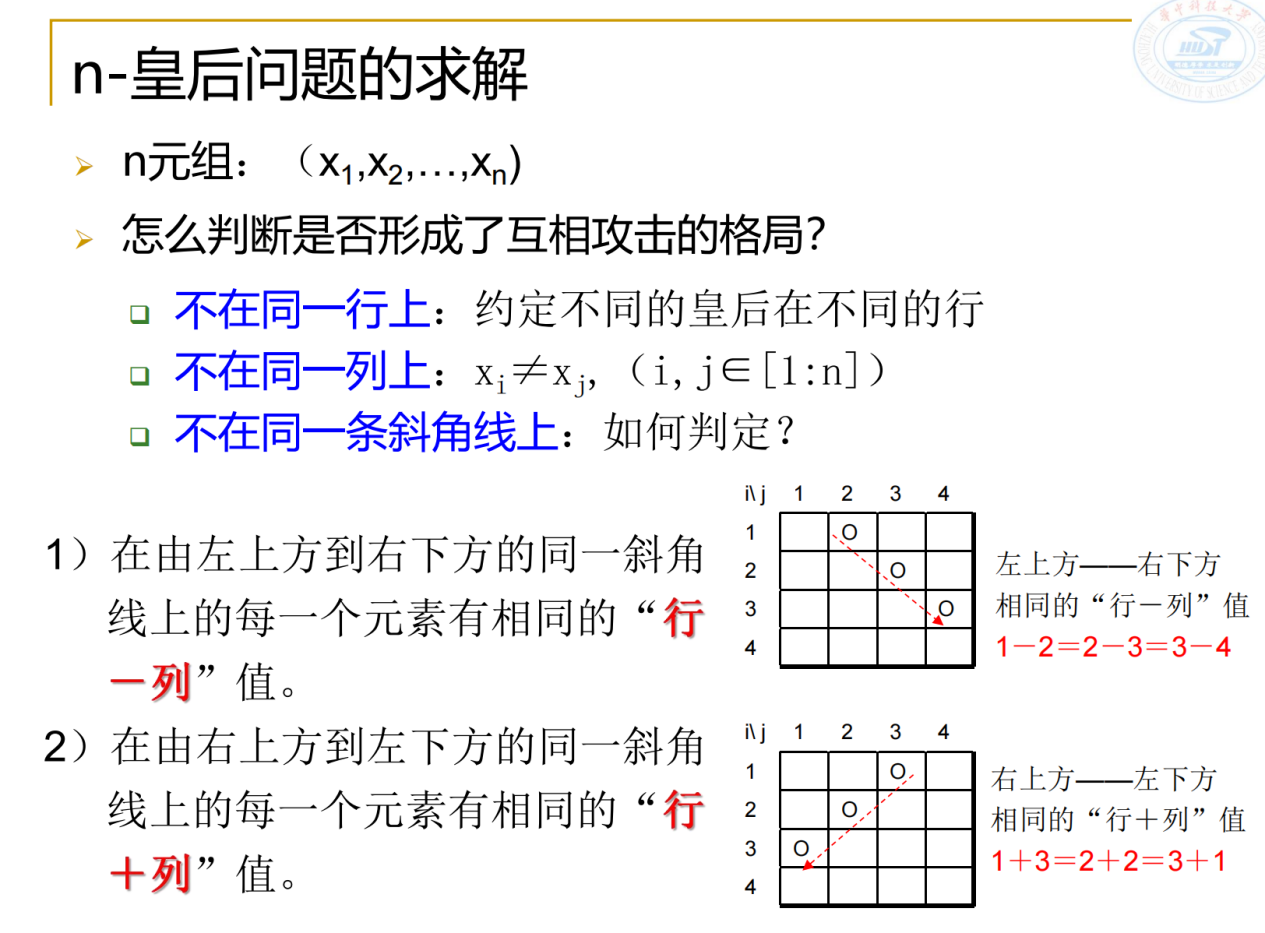 n-皇后问题的求解
n元组：（x₁,x₂,…,xₙ)
怎么判断是否形成了互相攻击的格局？
不在同一行上：约定不同的皇后在不同的行
不在同一列上：xᵢ≠xⱼ,（i,j∈[1:n]）
不在同一条斜角线上：如何判定？
1）在由左上方到右下方的同一斜角
线上的每一个元素有相同的“行
－列”值。
2）在由右上方到左下方的同一斜角
线上的每一个元素有相同的“行
＋列”值。
i\ j 1 2 3 4
1 O
2 O
3 O
4
左上方——右下方
相同的“行－列”值
1－2＝2－3＝3－4
i\ j 1 2 3 4
1 O
2 O
3 O
4
右上方——左下方
相同的“行＋列”值
1＋3＝2＋2＝3＋1